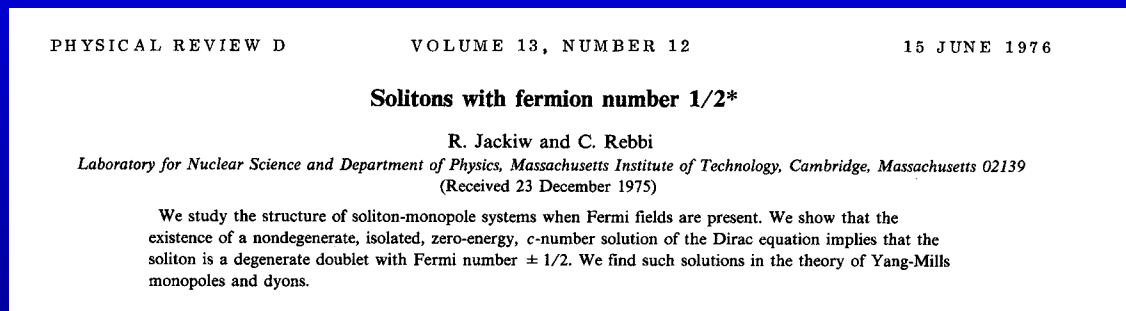 PHYSICAL REVIEW D VOLUME 13, NUMBER 12 15 JUNE 1976
Solitons with fermion number 1/2*
R. Jackiw and C. Rebbi
Laboratory for Nuclear Science and Department of Physics, Massachusetts Institute of Technology, Cambridge, Massachusetts 02139
(Received 23 December 1975)
We study the structure of soliton-monopole systems when Fermi fields are present. We show that the
existence of a nondegenerate, isolated, zero-energy, c-number solution of the Dirac equation implies that the
soliton is a degenerate doublet with Fermi number ± 1/2. We find such solutions in the theory of Yang-Mills
monopoles and dyons.